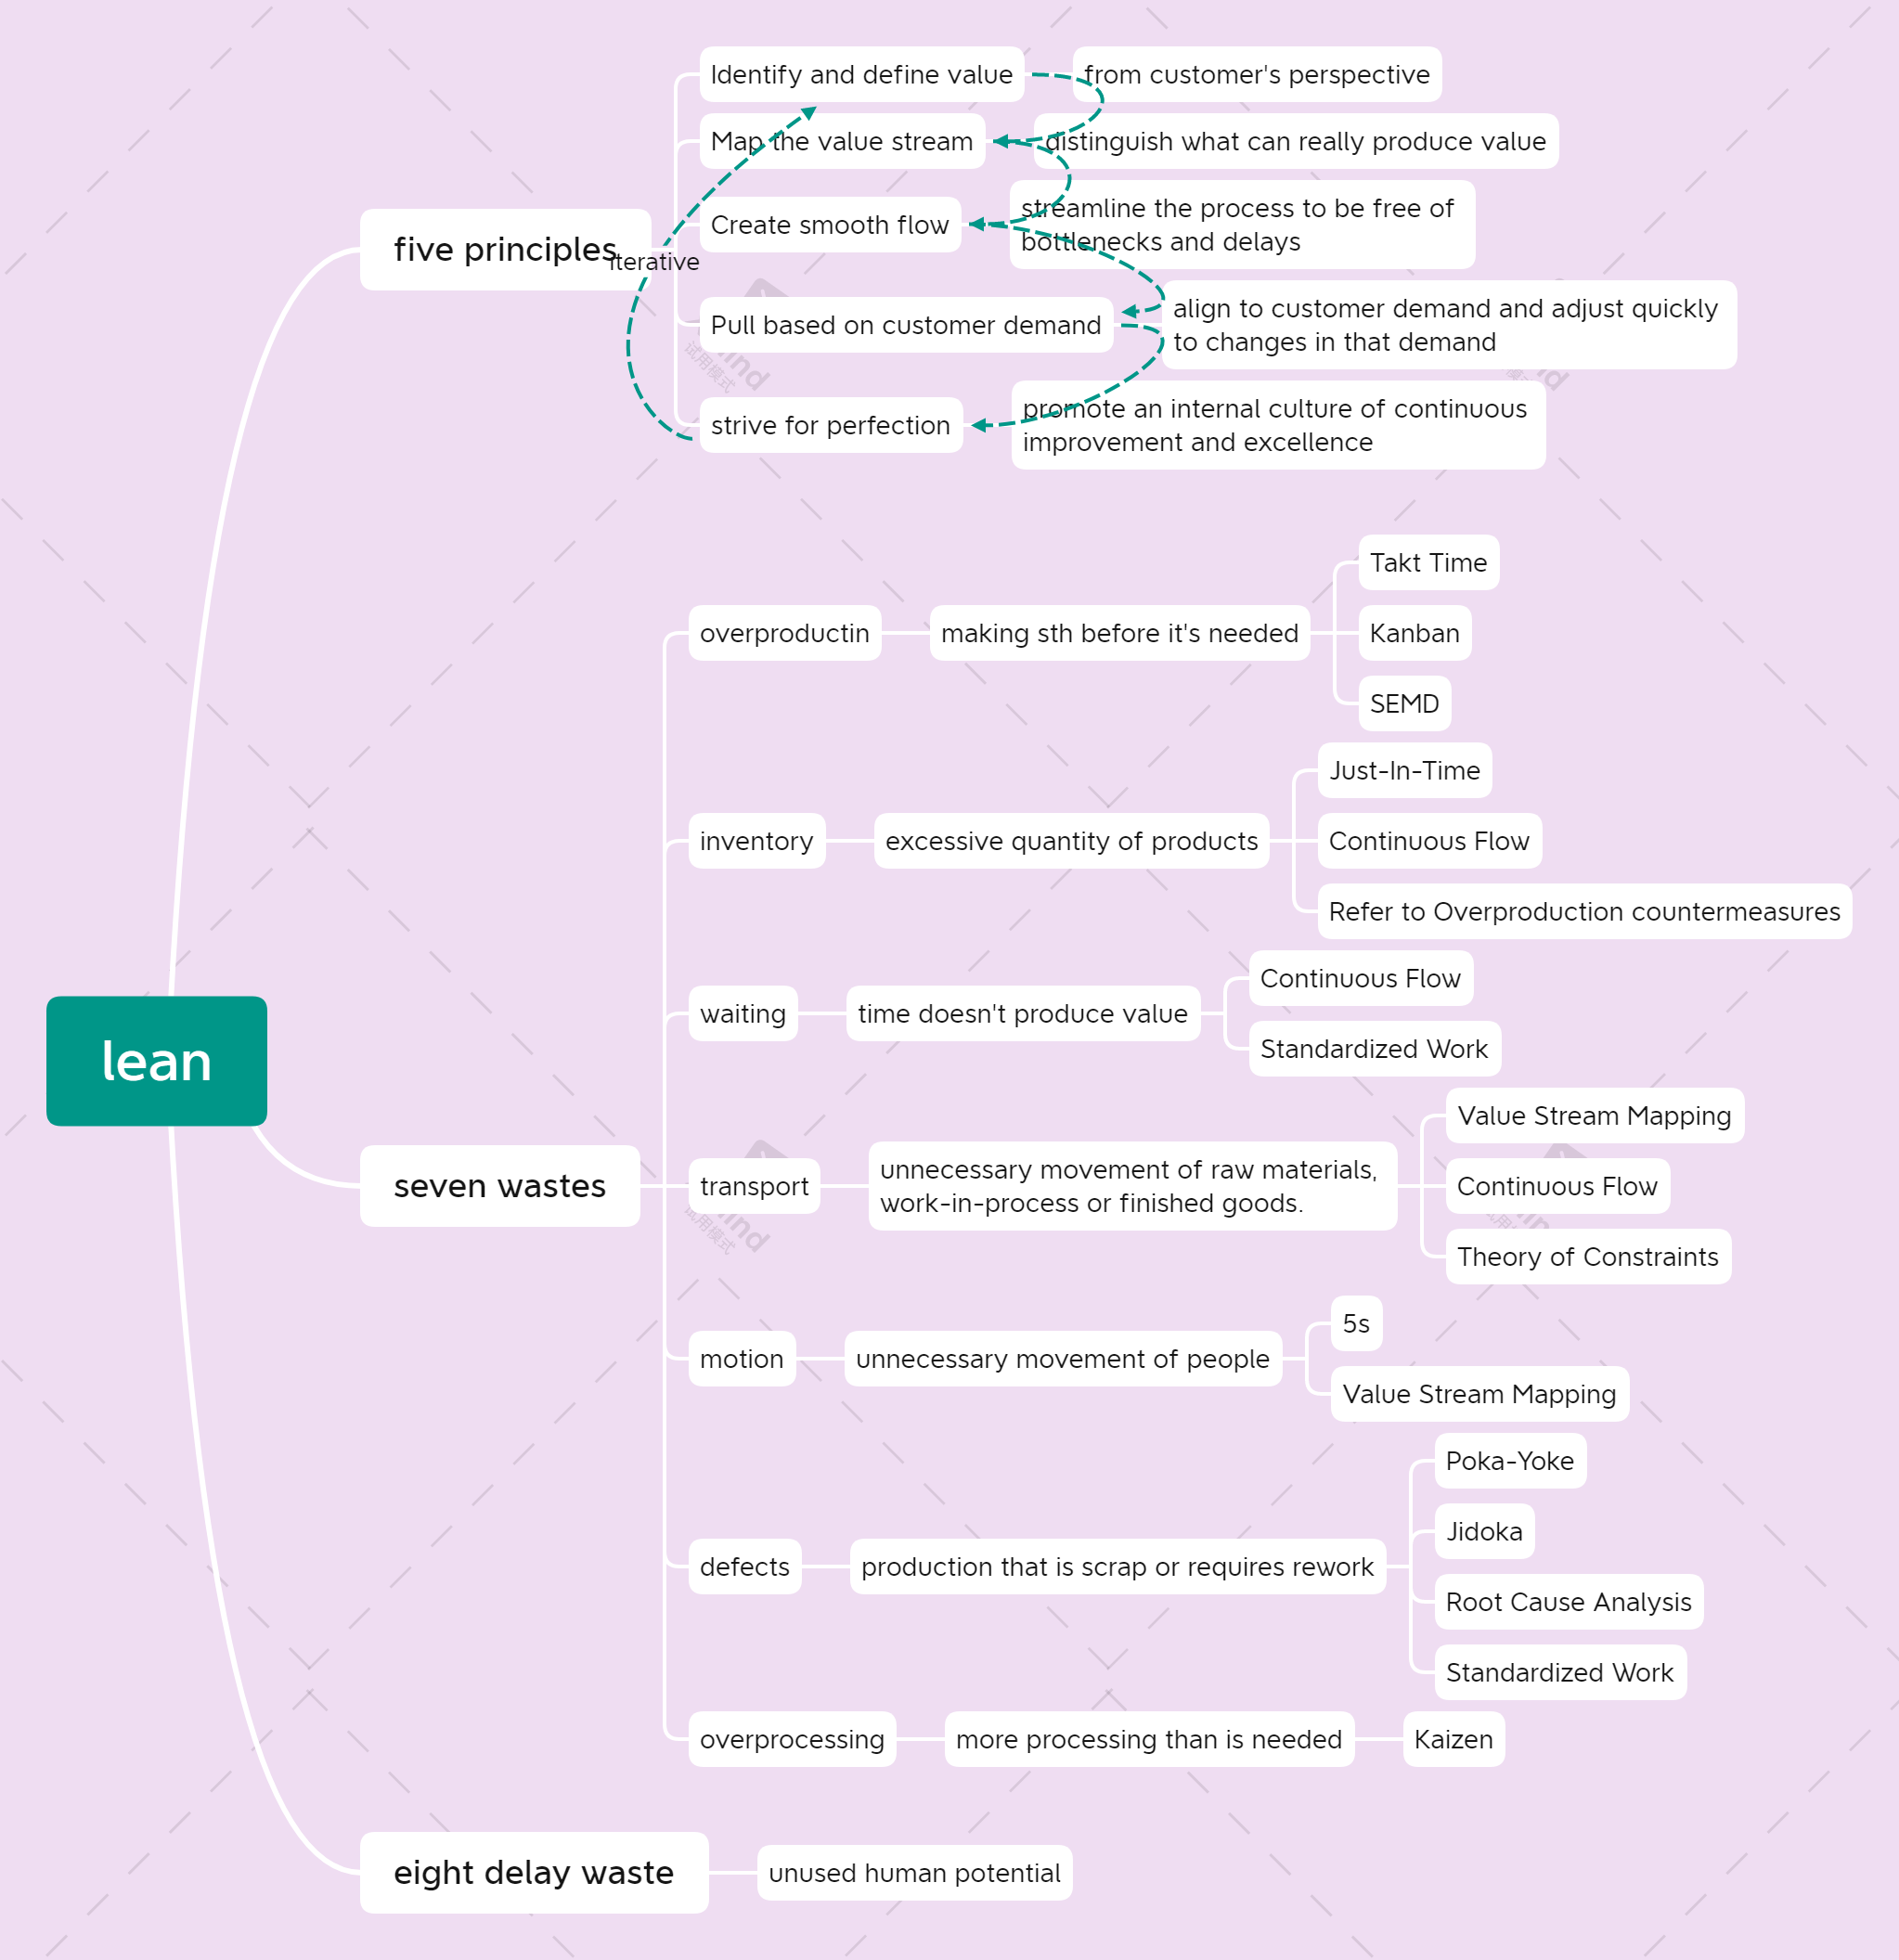 Identify and define value
from customer's perspective
Map the value stream
distinguish what can really produce value
Create smooth flow
streamline the process to be free of
bottlenecks and delays
five principles
iterative
Pull based on customer demand
align to customer demand and adjust quickly
to changes in that demand
strive for perfection
promote an internal culture of continuous
improvement and excellence
Takt Time
overproductin
making sth before it's needed
Kanban
SEMD
Just-In-Time
inventory
excessive quantity of products
Continuous Flow
Refer to Overproduction countermeasures
Continuous Flow
waiting
time doesn't produce value
Standardized Work
lean
Value Stream Mapping
seven wastes
transport
unnecessary movement of raw materials,
work-in-process or finished goods.
Continuous Flow
Theory of Constraints
5s
motion
unnecessary movement of people
Value Stream Mapping
Poka-Yoke
Jidoka
defects
production that is scrap or requires rework
Root Cause Analysis
Standardized Work
overprocessing
more processing than is needed
Kaizen
eight delay waste
unused human potential
试用模式
试用模式